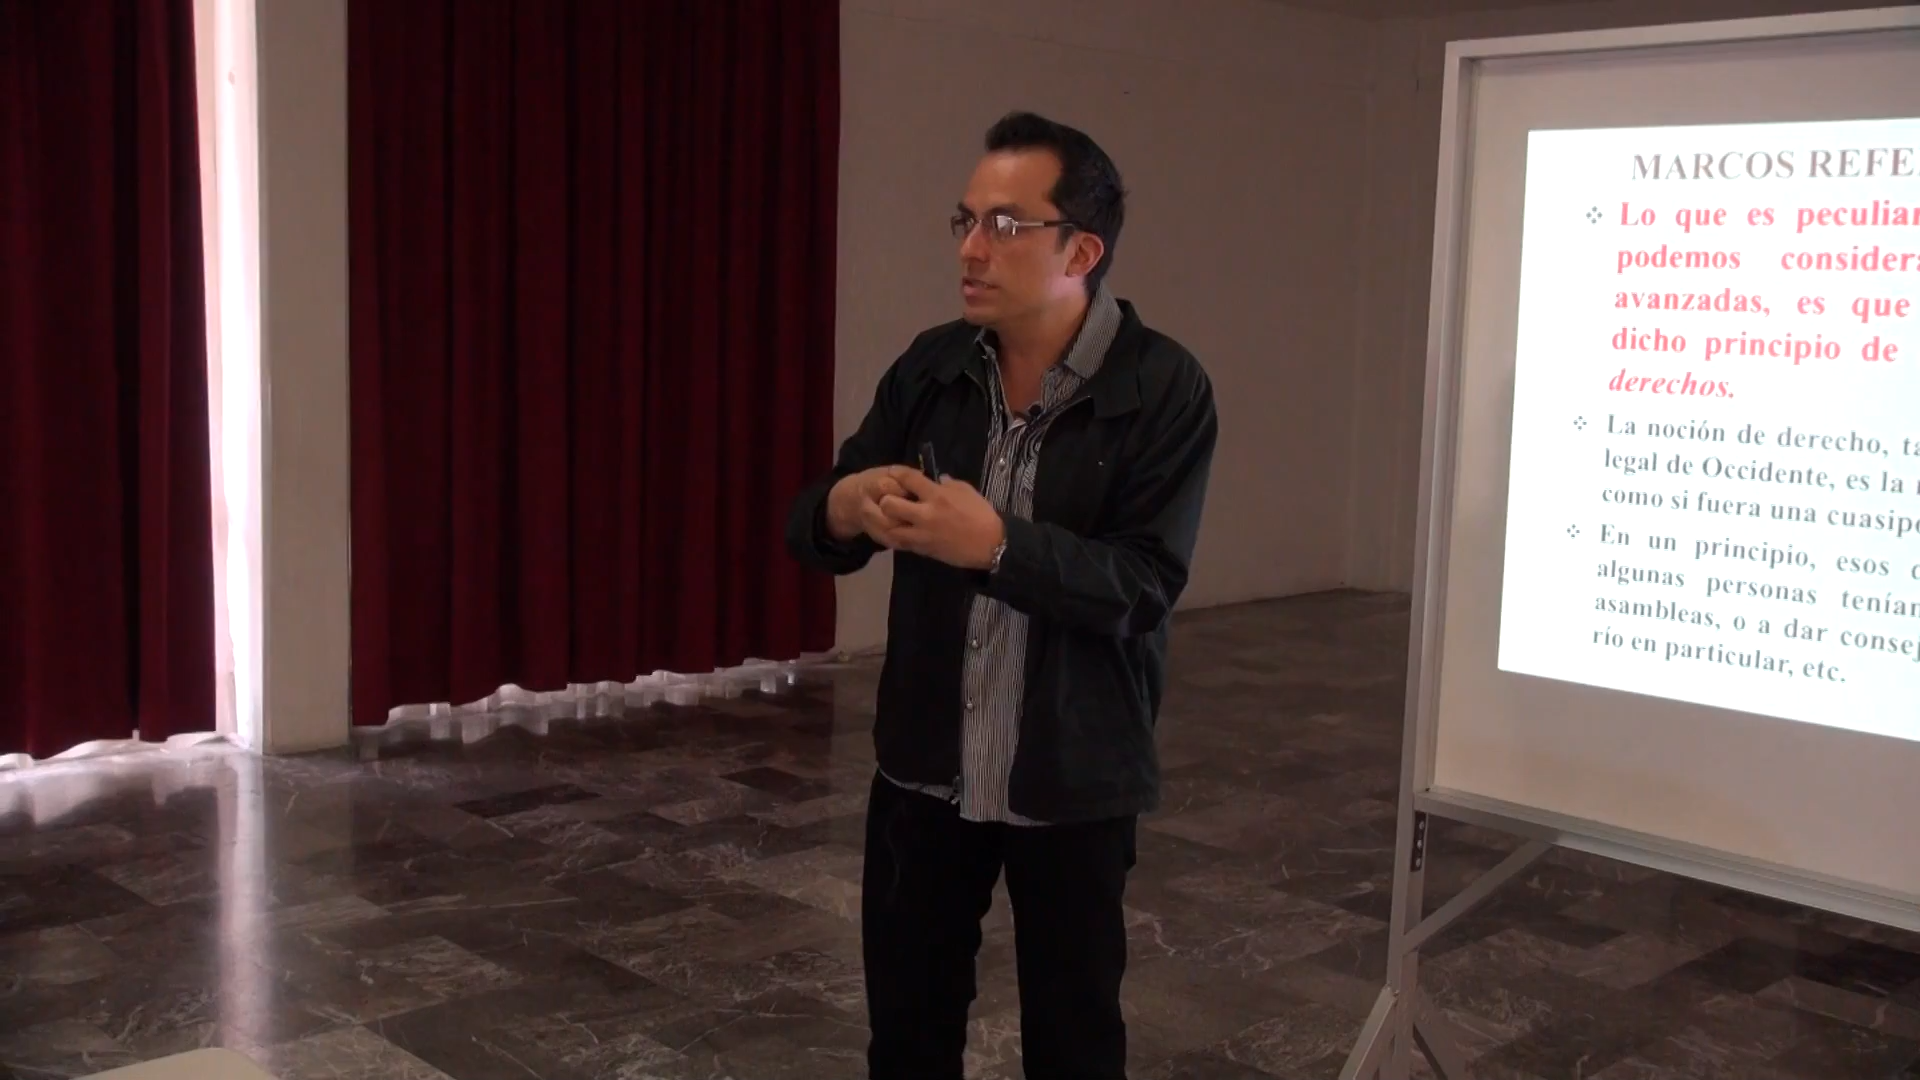 MARCOS REFE
Lo que es peculiar
podemos considera
avanzadas, es que
dicho principio de
derechos.
La noción de derecho, ta
legal de Occidente, es la
como si fuera una cuasipo
En un principio, esos
algunas personas tenían
asambleas, o a dar consej
río en particular, etc.